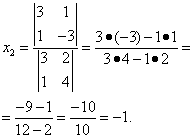 x₂ = |3 1; 1 −3| / |3 2; 1 4| = (3•(−3)−1•1) / (3•4−1•2) =
= (−9−1) / (12−2) = −10/10 = −1.